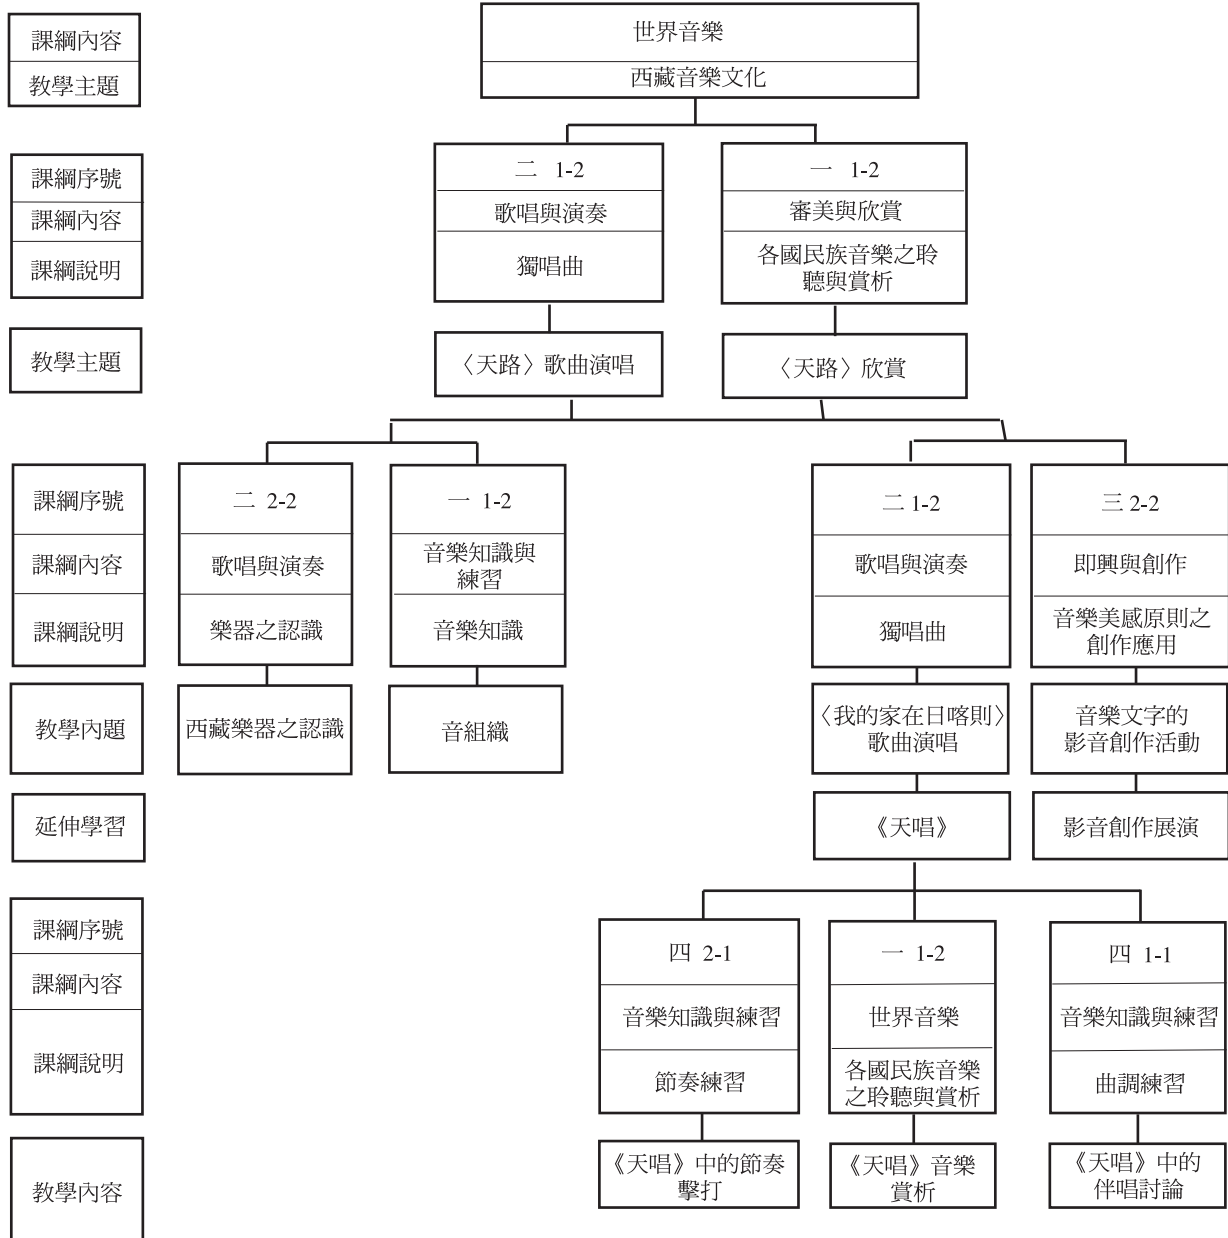 課綱內容
教學主題
世界音樂
西藏音樂文化
課綱序號
課綱內容
課綱說明
二 1-2
歌唱與演奏
獨唱曲
一 1-2
審美與欣賞
各國民族音樂之聆
聽與賞析
教學主題
〈天路〉歌曲演唱
〈天路〉欣賞
課綱序號
課綱內容
課綱說明
二 2-2
歌唱與演奏
樂器之認識
一 1-2
音樂知識與
練習
音樂知識
二 1-2
歌唱與演奏
獨唱曲
三 2-2
即興與創作
音樂美感原則之
創作應用
教學內題
西藏樂器之認識
音組織
〈我的家在日喀則〉
歌曲演唱
音樂文字的
影音創作活動
延伸學習
《天唱》
影音創作展演
課綱序號
課綱內容
課綱說明
四 2-1
音樂知識與練習
節奏練習
一 1-2
世界音樂
各國民族音樂
之聆聽與賞析
四 1-1
音樂知識與練習
曲調練習
教學內容
《天唱》中的節奏
擊打
《天唱》音樂
賞析
《天唱》中的
伴唱討論